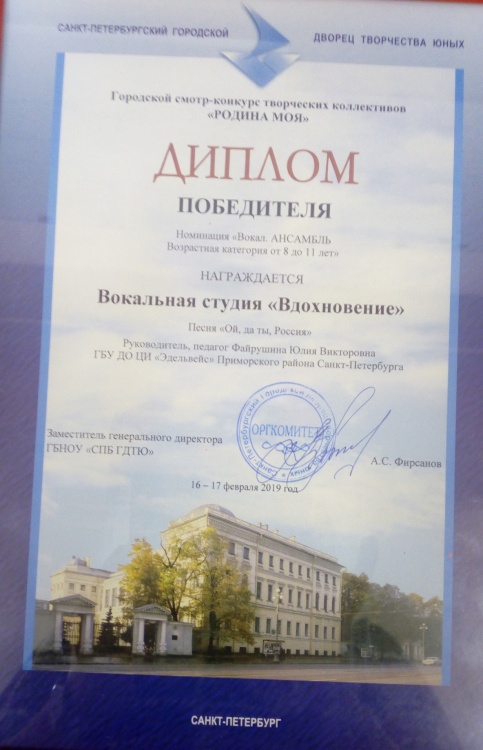 САНКТ-ПЕТЕРБУРГСКИЙ ГОРОДСКОЙ ДВОРЕЦ ТВОРЧЕСТВА ЮНЫХ
Городской смотр-конкурс творческих коллективов
«РОДИНА МОЯ»
ДИПЛОМ
ПОБЕДИТЕЛЯ
Номинация «Вокал. АНСАМБЛЬ
Возрастная категория от 8 до 11 лет»
НАГРАЖДАЕТСЯ
Вокальная студия «Вдохновение»
Песня «Ой, да ты, Россия»
Руководитель, педагог Файрушина Юлия Викторовна
ГБУ ДО ЦИ «Эдельвейс» Приморского района Санкт-Петербурга
ОРГКОМИТЕТ
Заместитель генерального директора
ГБНОУ «СПБ ГДТЮ»
А.С. Фирсанов
16 – 17 февраля 2019 год
САНКТ-ПЕТЕРБУРГ